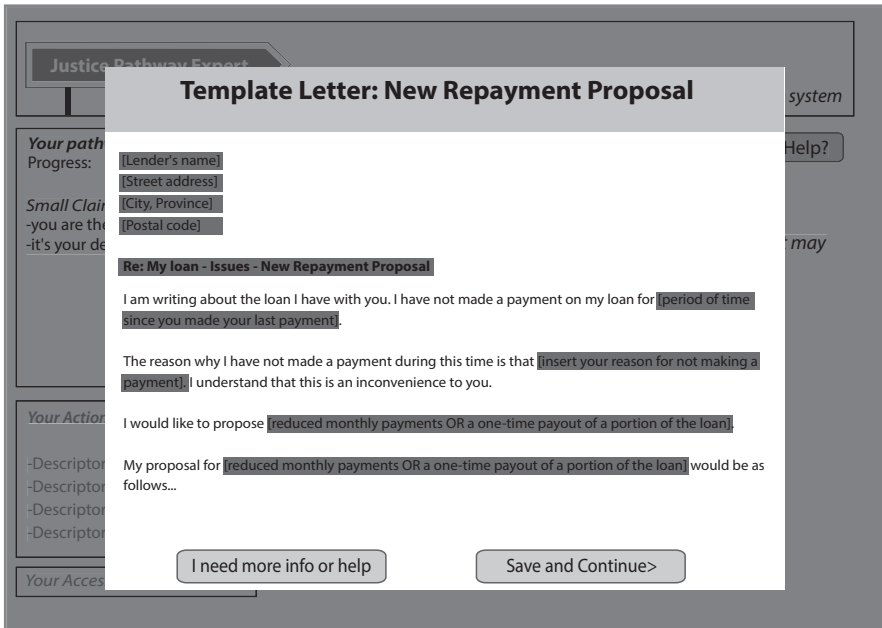 Justice Pathway Expert
system
Template Letter: New Repayment Proposal
Your path
Progress:
Help?
Small Clair
-you are the
-it's your de
may
[Lender's name]
[Street address]
[City, Province]
[Postal code]
Re: My loan - Issues - New Repayment Proposal
I am writing about the loan I have with you. I have not made a payment on my loan for [period of time
since you made your last payment].
The reason why I have not made a payment during this time is that [insert your reason for not making a
payment]. I understand that this is an inconvenience to you.
I would like to propose [reduced monthly payments OR a one-time payout of a portion of the loan].
My proposal for [reduced monthly payments OR a one-time payout of a portion of the loan] would be as
follows...
Your Action
-Descriptor
-Descriptor
-Descriptor
-Descriptor
Your Acces
I need more info or help
Save and Continue>